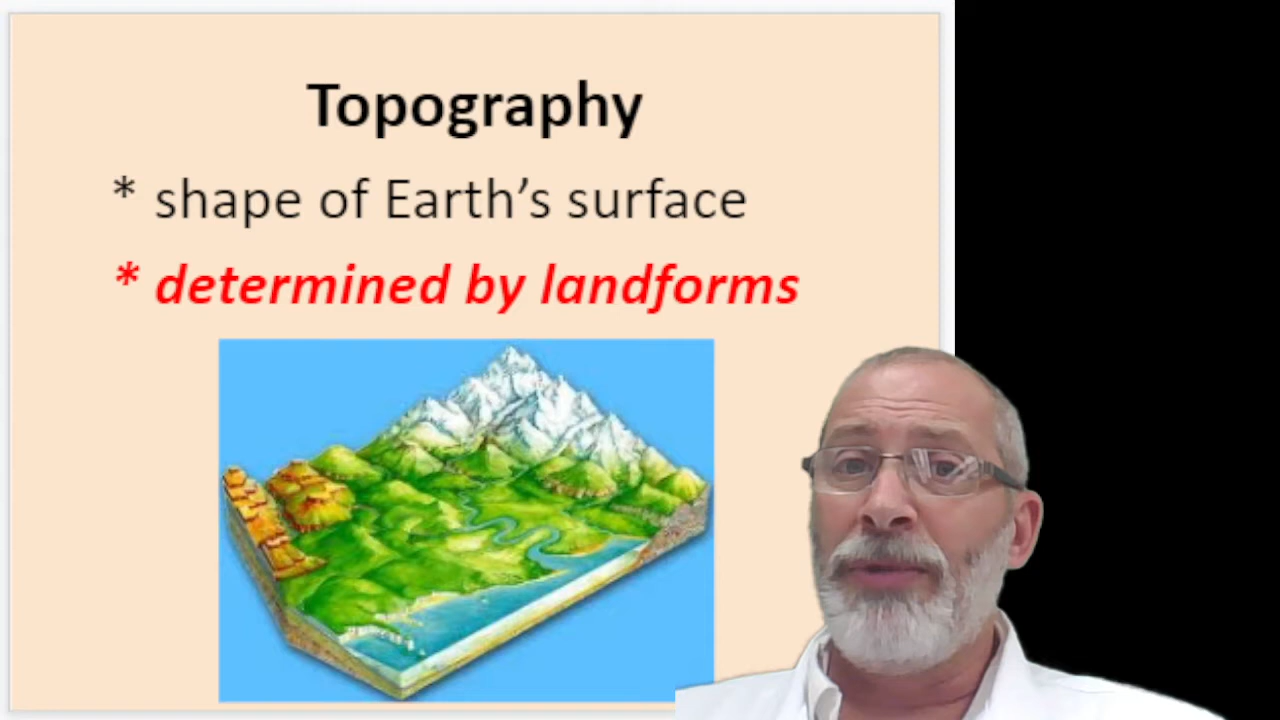 Topography
* shape of Earth’s surface
* determined by landforms